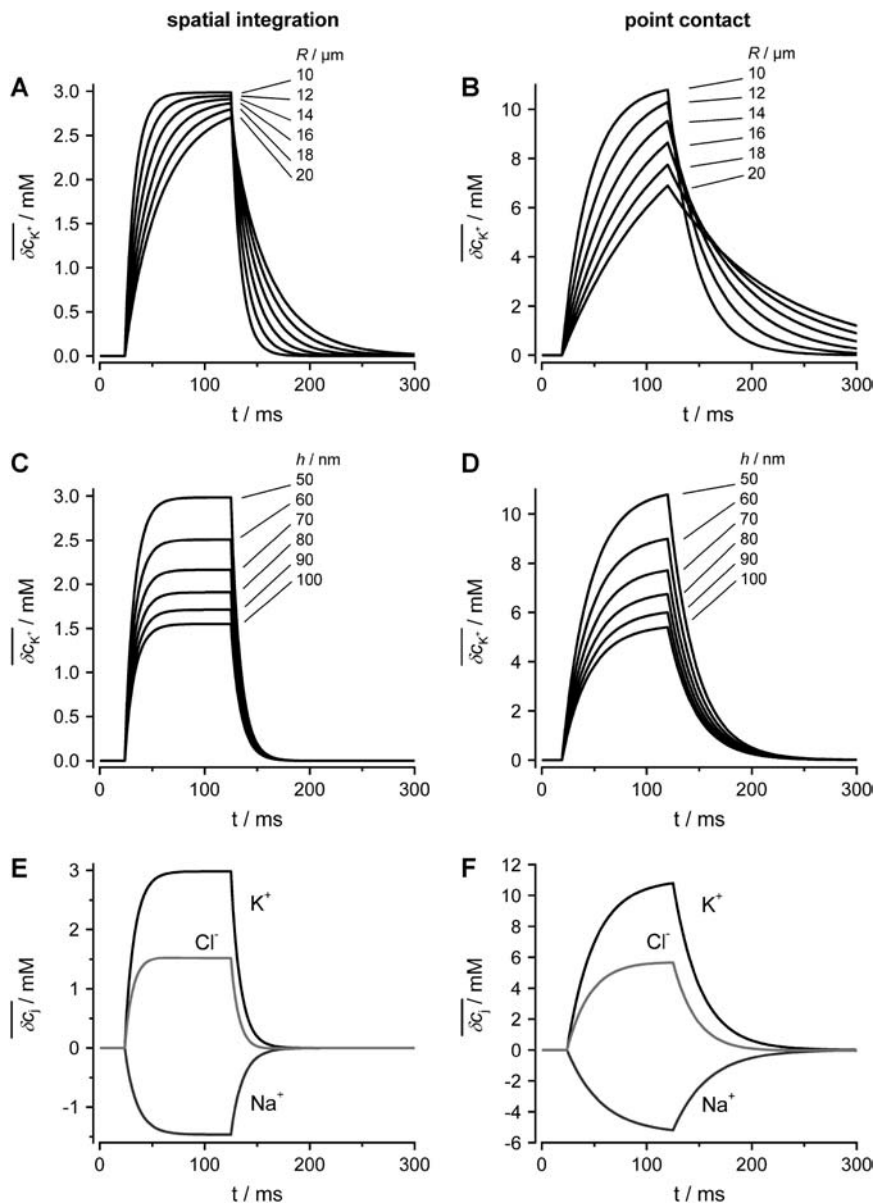 spatial integration
point contact
A
R / µm
10
12
14
16
18
20
3.0
2.5
2.0
1.5
1.0
0.5
0.0
δc_K⁺ / mM
0
100
200
300
t / ms
B
R / µm
10
12
14
16
18
20
10
8
6
4
2
0
δc_K⁺ / mM
0
100
200
300
t / ms
C
h / nm
50
60
70
80
90
100
3.0
2.5
2.0
1.5
1.0
0.5
0.0
δc_K⁺ / mM
0
100
200
300
t / ms
D
h / nm
50
60
70
80
90
100
10
8
6
4
2
0
δc_K⁺ / mM
0
100
200
300
t / ms
E
3
2
1
0
-1
δc_j / mM
K⁺
Cl⁻
Na⁺
0
100
200
300
t / ms
F
12
10
8
6
4
2
0
-2
-4
-6
δc_j / mM
K⁺
Cl⁻
Na⁺
0
100
200
300
t / ms